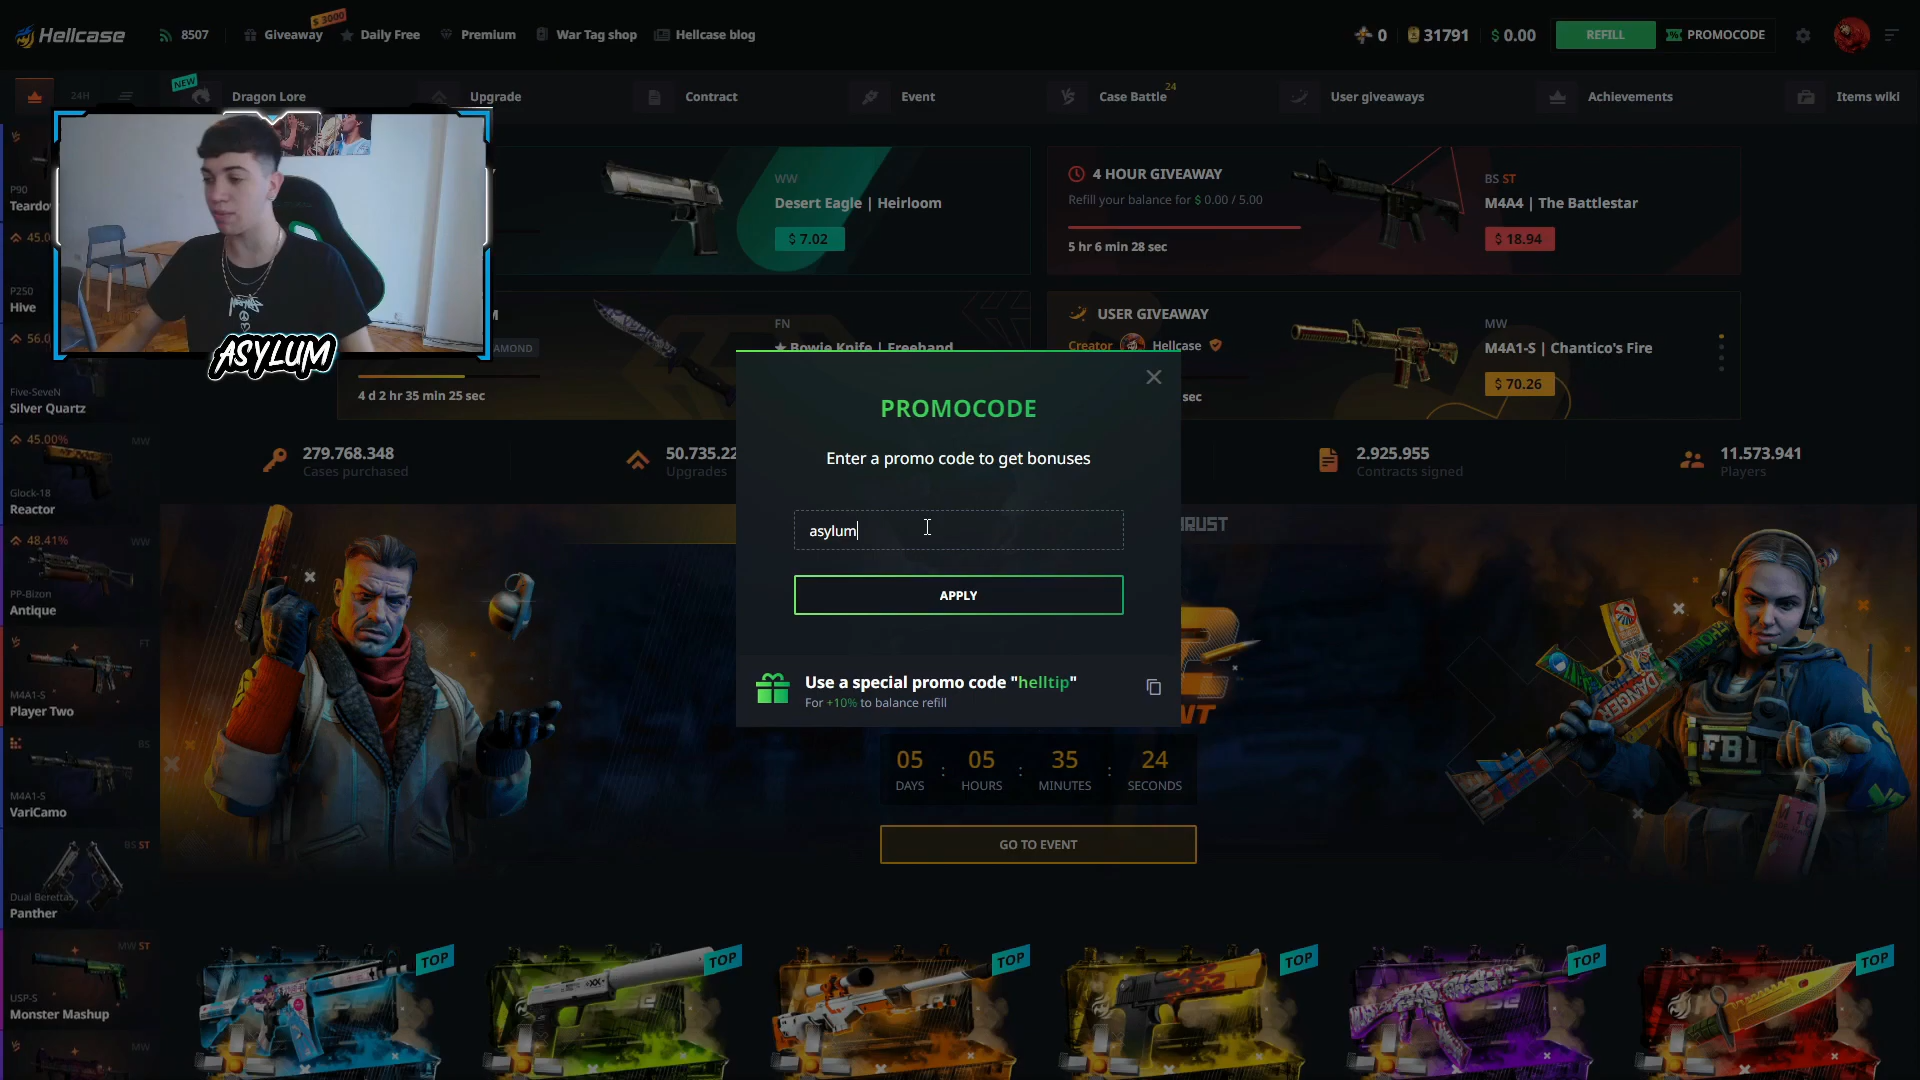 Hellcase
8507
Giveaway
$ 3000
Daily Free
Premium
War Tag shop
Hellcase blog
0
31791
$ 0.00
REFILL
PROMOCODE
24H
NEW
Dragon Lore
Upgrade
Contract
Event
Case Battle
24
User giveaways
Achievements
Items wiki
P90
Teardo
45.0
P250
Hive
56.0
Five-SeveN
Silver Quartz
45.00%
MW
Glock-18
Reactor
48.41%
WW
PP-Bizon
Antique
FT
M4A1-S
Player Two
BS
M4A1-S
VariCamo
BS ST
Dual Berettas
Panther
MW ST
USP-S
Monster Mashup
MW
ASYLUM
WW
Desert Eagle | Heirloom
$ 7.02
4 HOUR GIVEAWAY
Refill your balance for $ 0.00 / 5.00
5 hr 6 min 28 sec
BS ST
M4A4 | The Battlestar
$ 18.94
M
AMOND
4 d 2 hr 35 min 25 sec
FN
★ Bowie Knife | Freehand
USER GIVEAWAY
Creator
Hellcase
sec
MW
M4A1-S | Chantico's Fire
$ 70.26
279.768.348
Cases purchased
50.735.22
Upgrades
2.925.955
Contracts signed
11.573.941
Players
PROMOCODE
Enter a promo code to get bonuses
asylum
APPLY
Use a special promo code "helltip"
For +10% to balance refill
RUST
NT
FBI
DANGER
05
DAYS
:
05
HOURS
:
35
MINUTES
:
24
SECONDS
GO TO EVENT
TOP
TOP
TOP
TOP
TOP
TOP